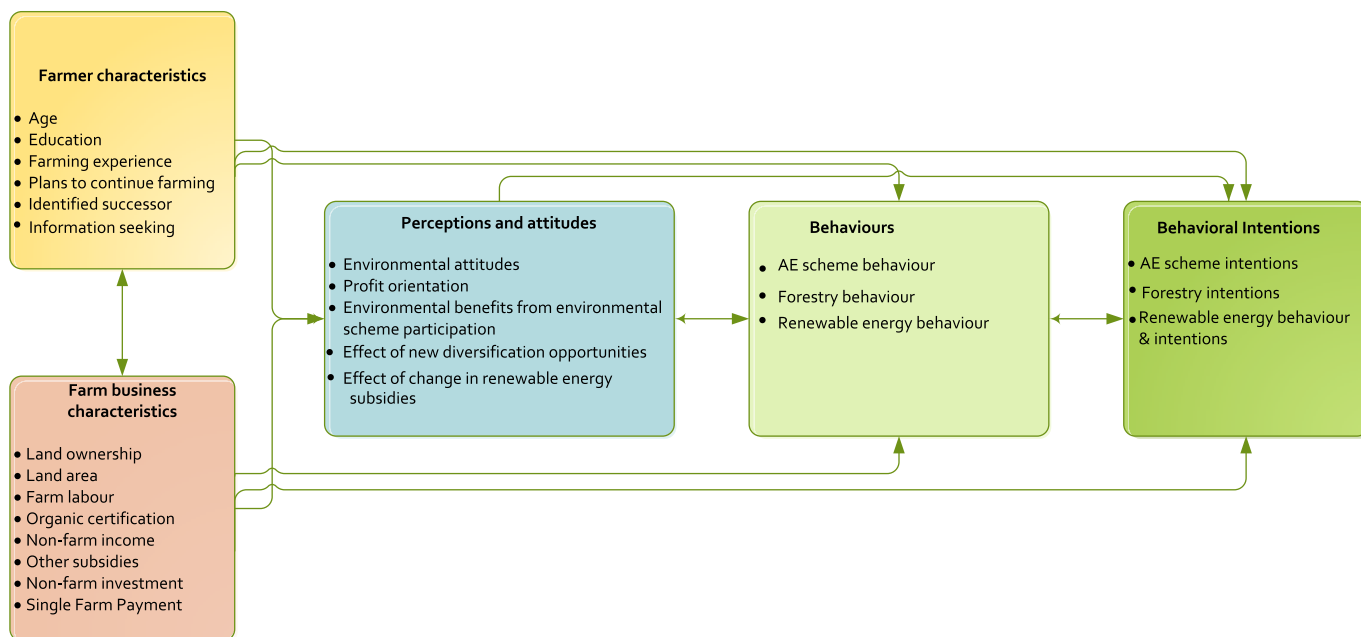 Farmer characteristics
• Age
• Education
• Farming experience
• Plans to continue farming
• Identified successor
• Information seeking
Farm business
characteristics
• Land ownership
• Land area
• Farm labour
• Organic certification
• Non-farm income
• Other subsidies
• Non-farm investment
• Single Farm Payment
Perceptions and attitudes
• Environmental attitudes
• Profit orientation
• Environmental benefits from environmental
scheme participation
• Effect of new diversification opportunities
• Effect of change in renewable energy
subsidies
Behaviours
• AE scheme behaviour
• Forestry behaviour
• Renewable energy behaviour
Behavioral Intentions
• AE scheme intentions
• Forestry intentions
• Renewable energy behaviour
& intentions